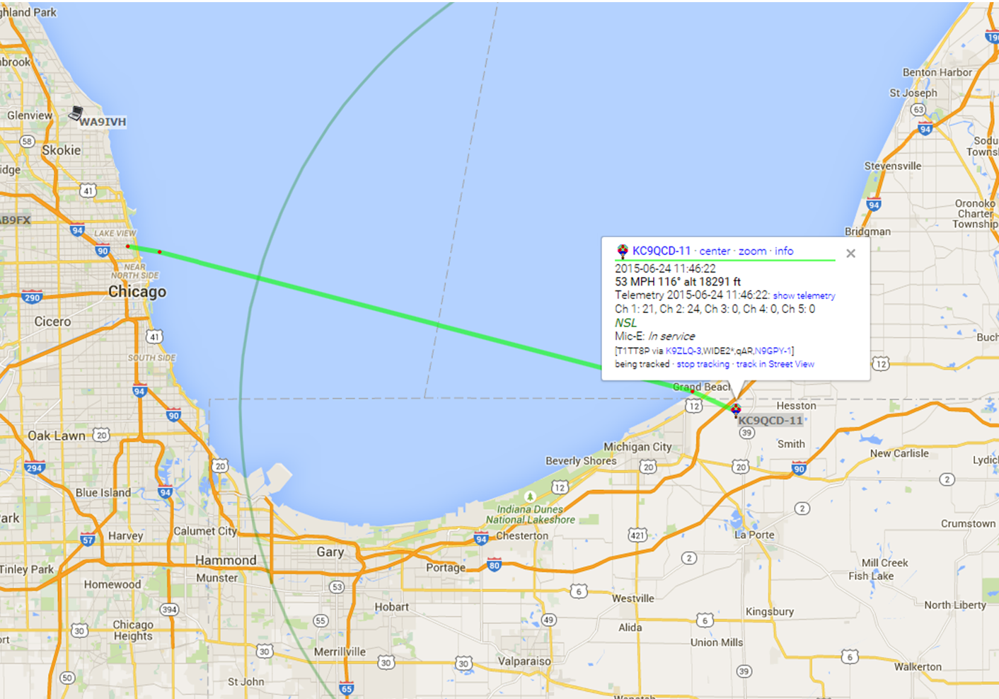 ghland Park
190
nbrook
Benton Harbor
St Joseph
Glenview
WA9IVH
63
94
58
Skokie
Sodu
Towns
idge
Stevensville
41
94
Oronoko
Charter
Township
AB9FX
94
LAKE VIEW
Bridgman
90
KC9QCD-11 · center · zoom · info
2015-06-24 11:46:22
53 MPH 116° alt 18291 ft
Telemetry 2015-06-24 11:46:22: show telemetry
Ch 1: 21, Ch 2: 24, Ch 3: 0, Ch 4: 0, Ch 5: 0
NSL
Mic-E: In service
[T1TT8P via K9ZLQ-3,WIDE2*,qAR,N9GPY-1]
being tracked · stop tracking · track in Street View
NEAR
NORTH SIDE
Chicago
290
Cicero
41
Buch
SOUTH SIDE
12
94
Grand Beach
12
Hesston
90
KC9QCD-11
39
Oak Lawn
20
Smith
Michigan City
New Carlisle
Beverly Shores
Lydic
294
20
20
20
90
94
12
2
Blue Island
Indiana Dunes
National Lakeshore
2
Park
Crumstown
Calumet City
Harvey
57
94
Chesterton
421
La Porte
Gary
Hammond
2
Mill Creek
Tinley Park
Portage
80
Munster
Fish Lake
Homewood
53
6
Westville
394
Hobart
North Liberty
Kingsbury
Chicago
Heights
55
49
Alida
6
30
ort
30
Merrillville
Union Mills
30
30
Valparaiso
6
Walkerton
39
50
St John
65
Wanatah